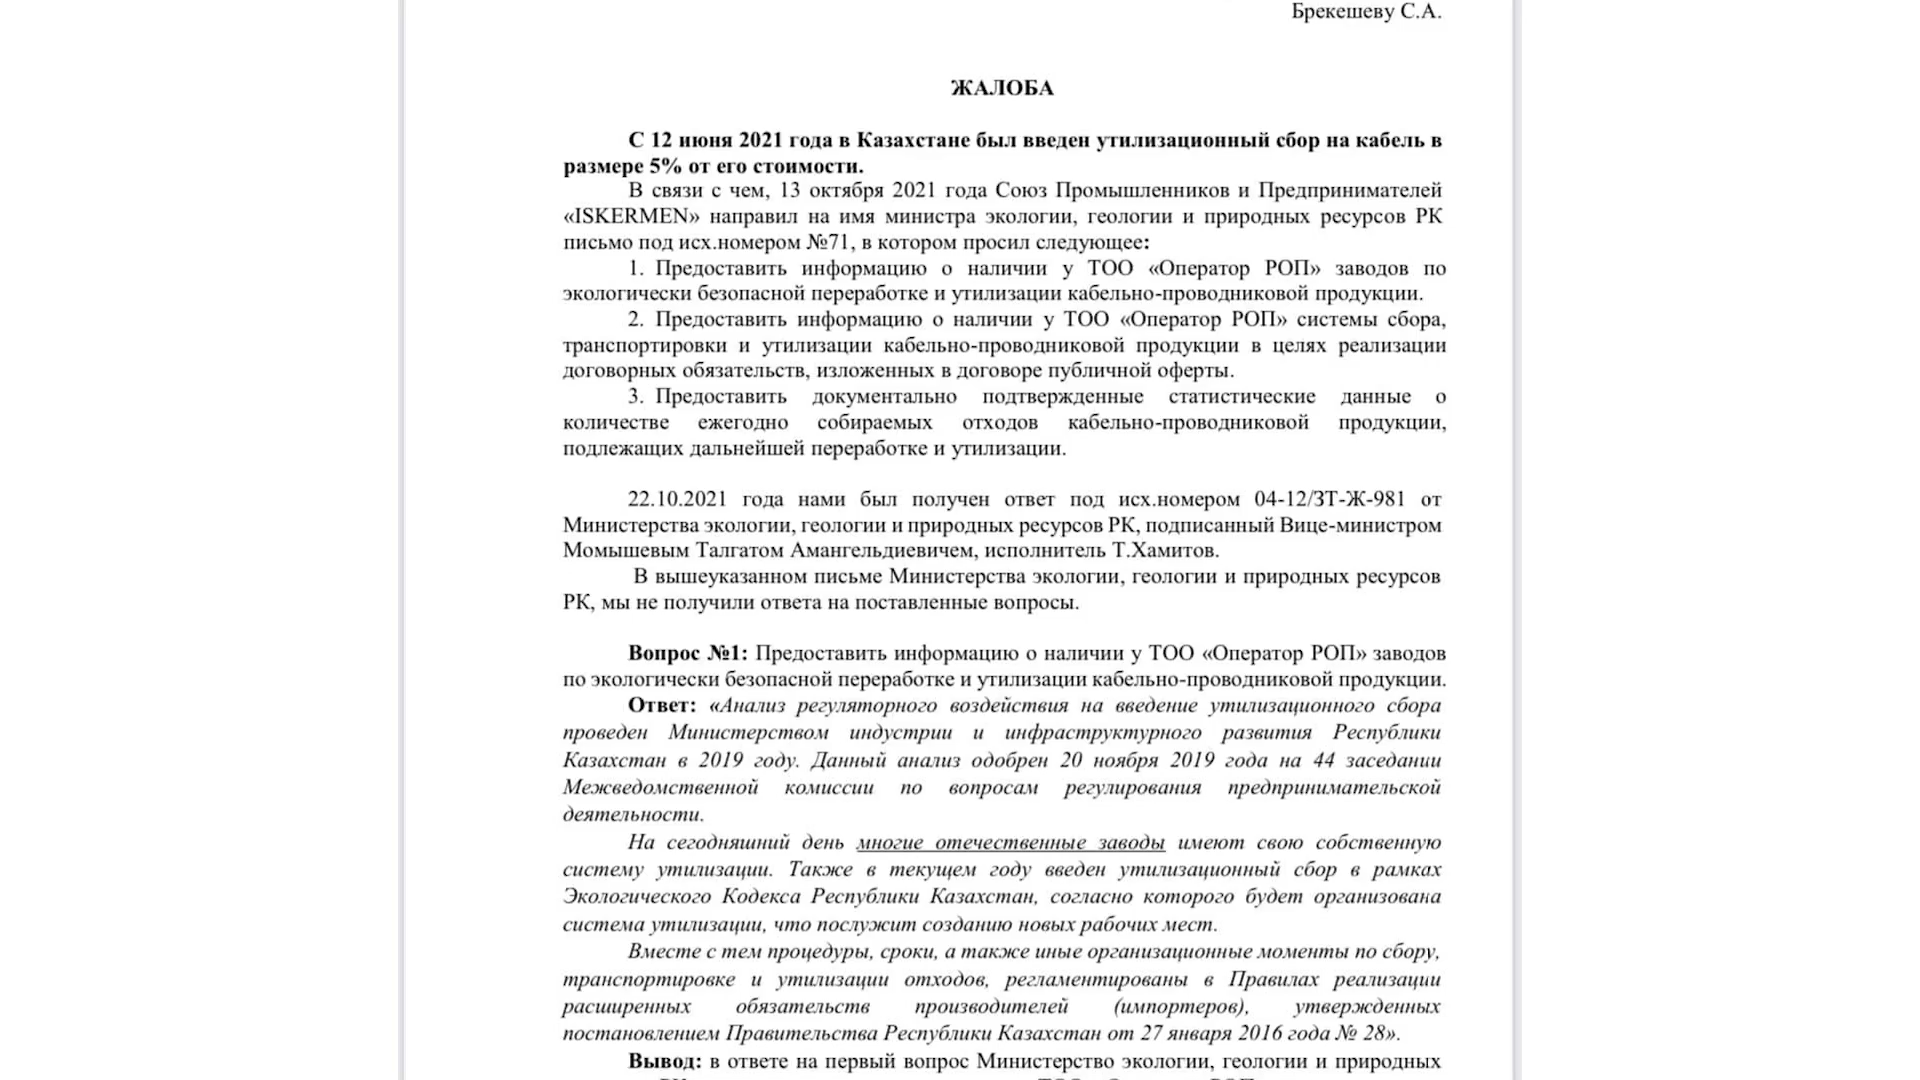 Брекешеву С.А.
ЖАЛОБА
С 12 июня 2021 года в Казахстане был введен утилизационный сбор на кабель в
размере 5% от его стоимости.
В связи с чем, 13 октября 2021 года Союз Промышленников и Предпринимателей
«ISKERMEN» направил на имя министра экологии, геологии и природных ресурсов РК
письмо под исх.номером №71, в котором просил следующее:
1. Предоставить информацию о наличии у ТОО «Оператор РОП» заводов по
экологически безопасной переработке и утилизации кабельно-проводниковой продукции.
2. Предоставить информацию о наличии у ТОО «Оператор РОП» системы сбора,
транспортировки и утилизации кабельно-проводниковой продукции в целях реализации
договорных обязательств, изложенных в договоре публичной оферты.
3. Предоставить документально подтвержденные статистические данные о
количестве ежегодно собираемых отходов кабельно-проводниковой продукции,
подлежащих дальнейшей переработке и утилизации.
22.10.2021 года нами был получен ответ под исх.номером 04-12/ЗТ-Ж-981 от
Министерства экологии, геологии и природных ресурсов РК, подписанный Вице-министром
Момышевым Талгатом Амангельдиевичем, исполнитель Т.Хамитов.
В вышеуказанном письме Министерства экологии, геологии и природных ресурсов
РК, мы не получили ответа на поставленные вопросы.
Вопрос №1: Предоставить информацию о наличии у ТОО «Оператор РОП» заводов
по экологически безопасной переработке и утилизации кабельно-проводниковой продукции.
Ответ: «Анализ регуляторного воздействия на введение утилизационного сбора
проведен Министерством индустрии и инфраструктурного развития Республики
Казахстан в 2019 году. Данный анализ одобрен 20 ноября 2019 года на 44 заседании
Межведомственной комиссии по вопросам регулирования предпринимательской
деятельности.
На сегодняшний день многие отечественные заводы имеют свою собственную
систему утилизации. Также в текущем году введен утилизационный сбор в рамках
Экологического Кодекса Республики Казахстан, согласно которого будет организована
система утилизации, что послужит созданию новых рабочих мест.
Вместе с тем процедуры, сроки, а также иные организационные моменты по сбору,
транспортировке и утилизации отходов, регламентированы в Правилах реализации
расширенных обязательств производителей (импортеров), утвержденных
постановлением Правительства Республики Казахстан от 27 января 2016 года № 28».
Вывод: в ответе на первый вопрос Министерство экологии, геологии и природных